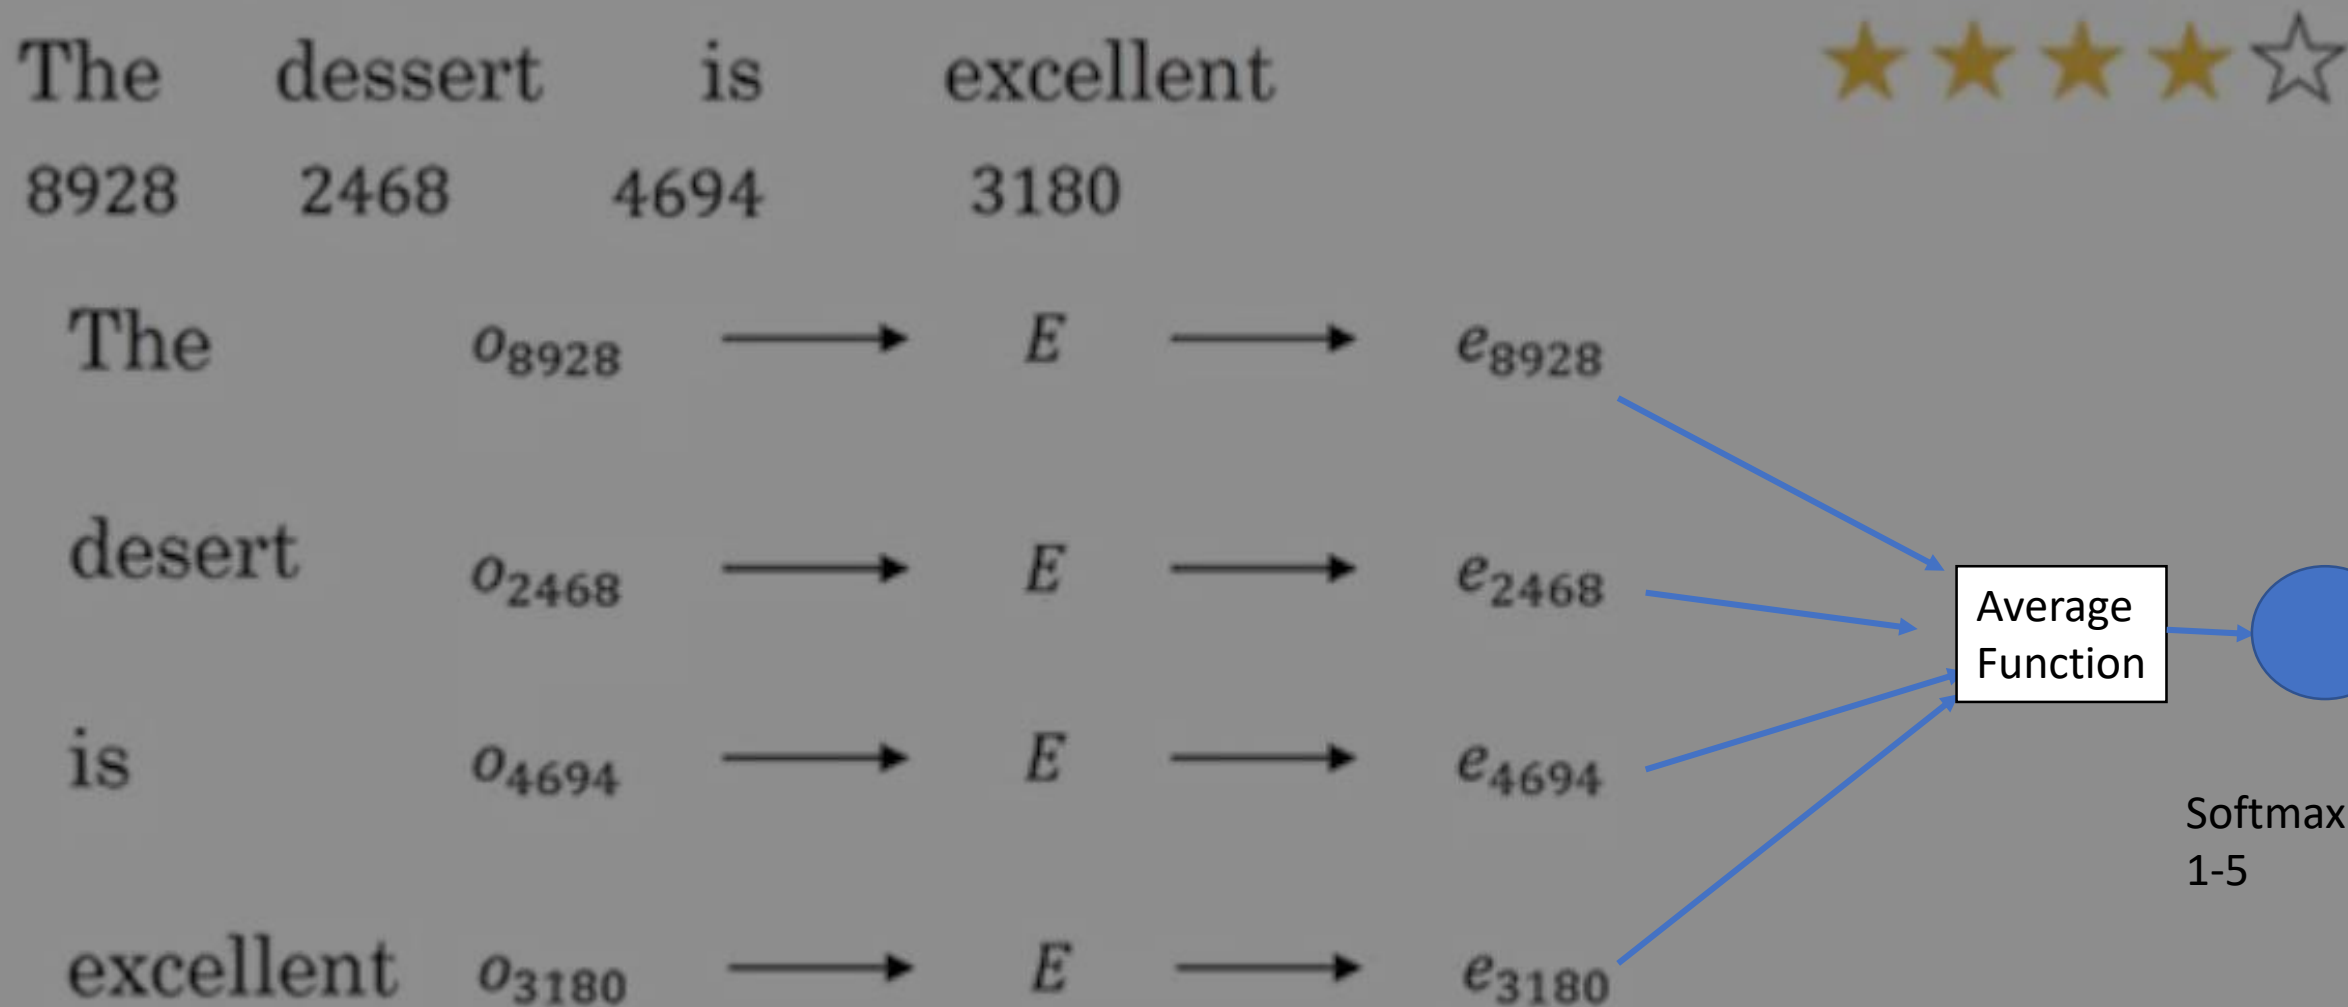 The dessert is excellent
8928 2468 4694 3180
The o8928 E e8928
desert o2468 E e2468
Average
Function
is o4694 E e4694
Softmax
1-5
excellent o3180 E e3180